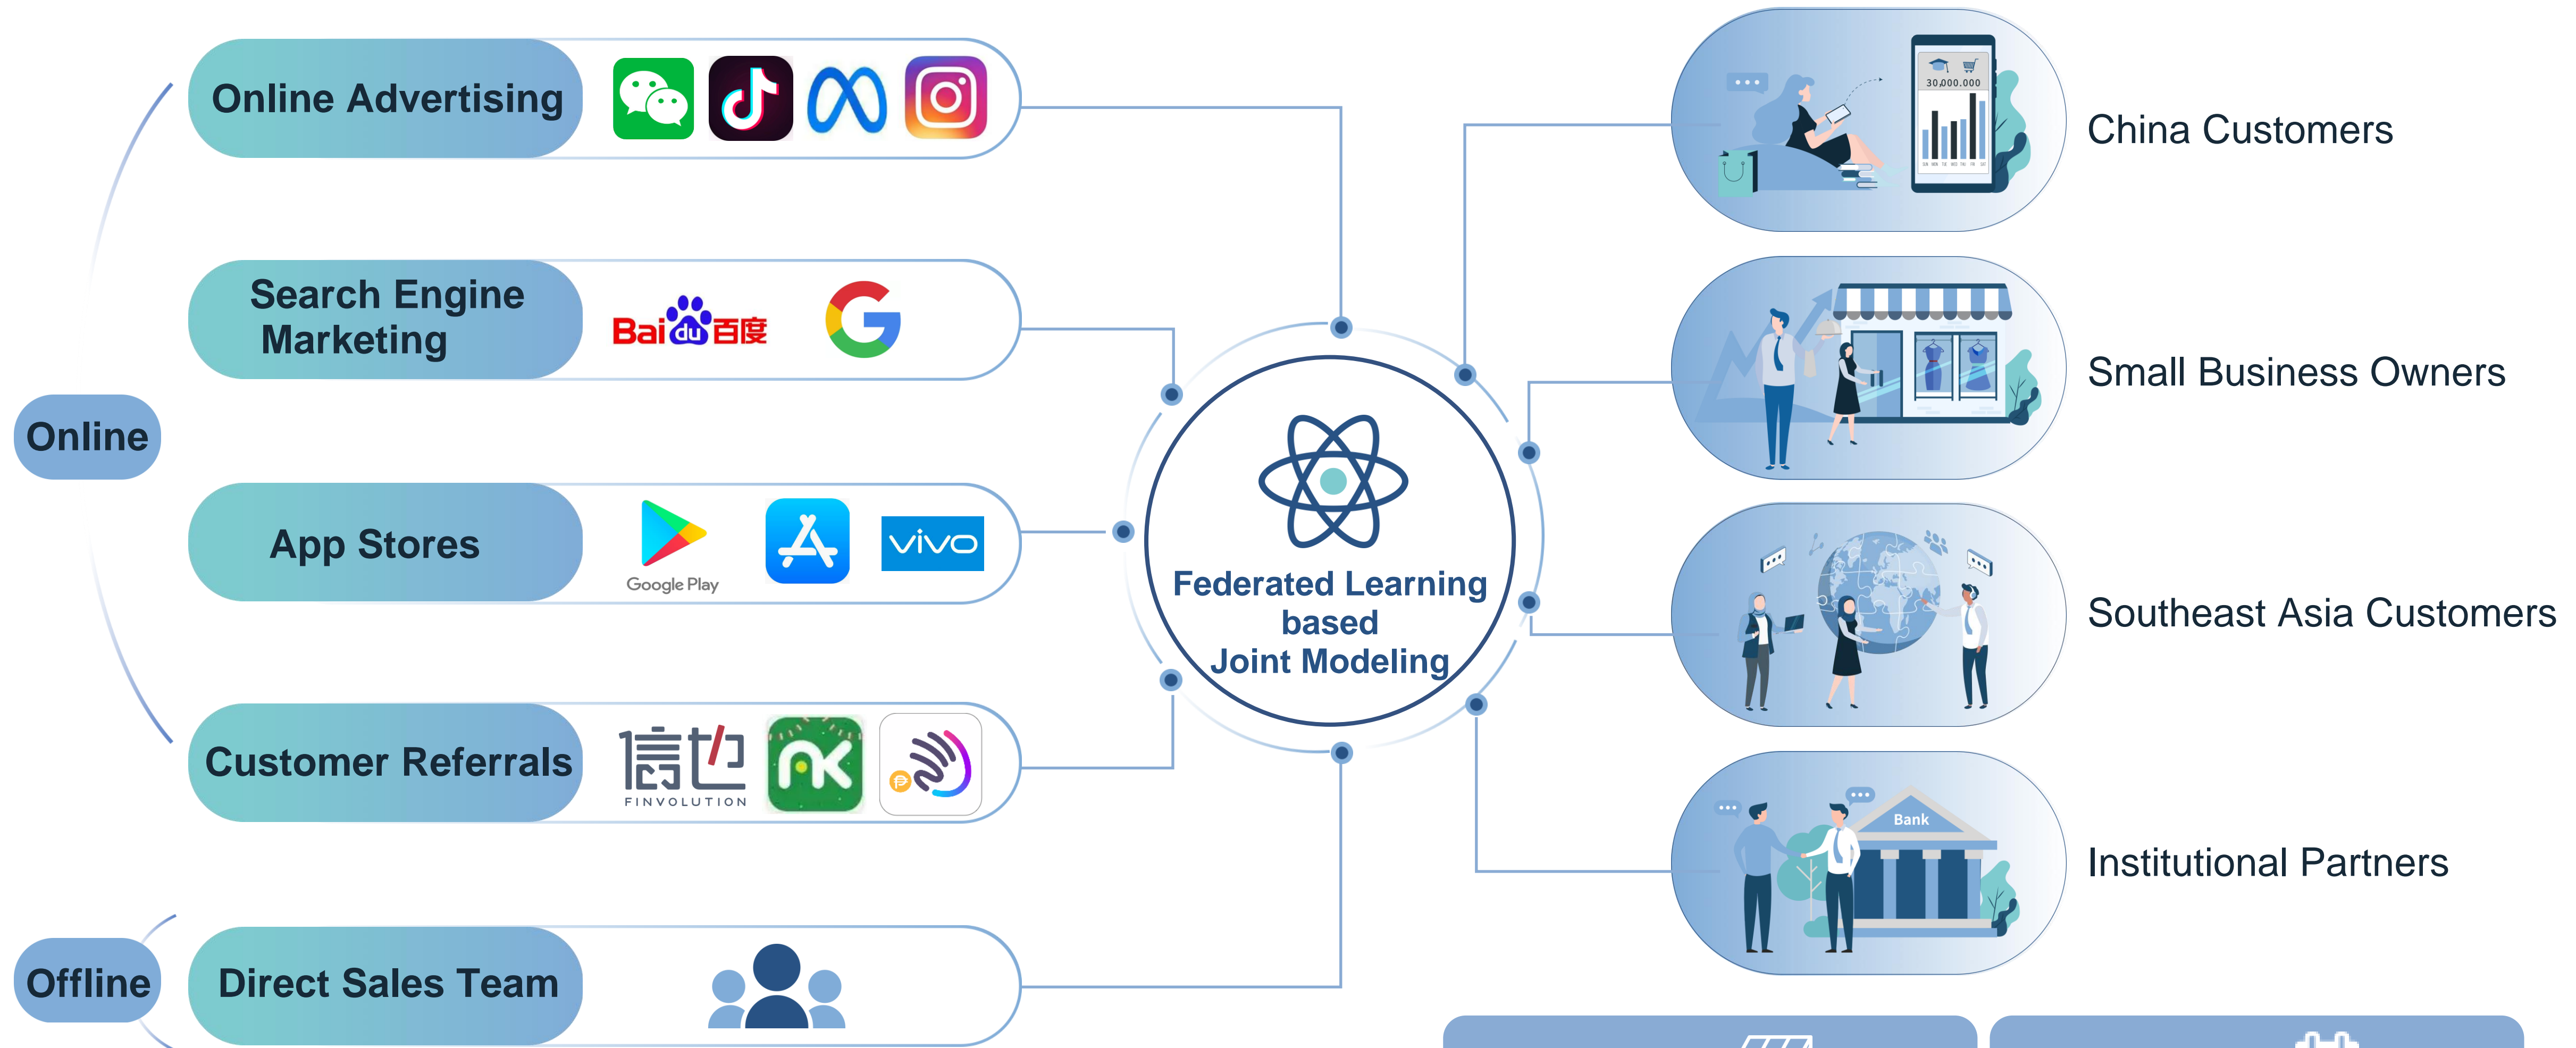 Online
Online Advertising
Search Engine
Marketing
Bai du 百度
App Stores
Google Play
vivo
Customer Referrals
信也
FINVOLUTION
AK
Offline
Direct Sales Team
Federated Learning
based
Joint Modeling
30,000.000
China Customers
Small Business Owners
Southeast Asia Customers
Bank
Institutional Partners